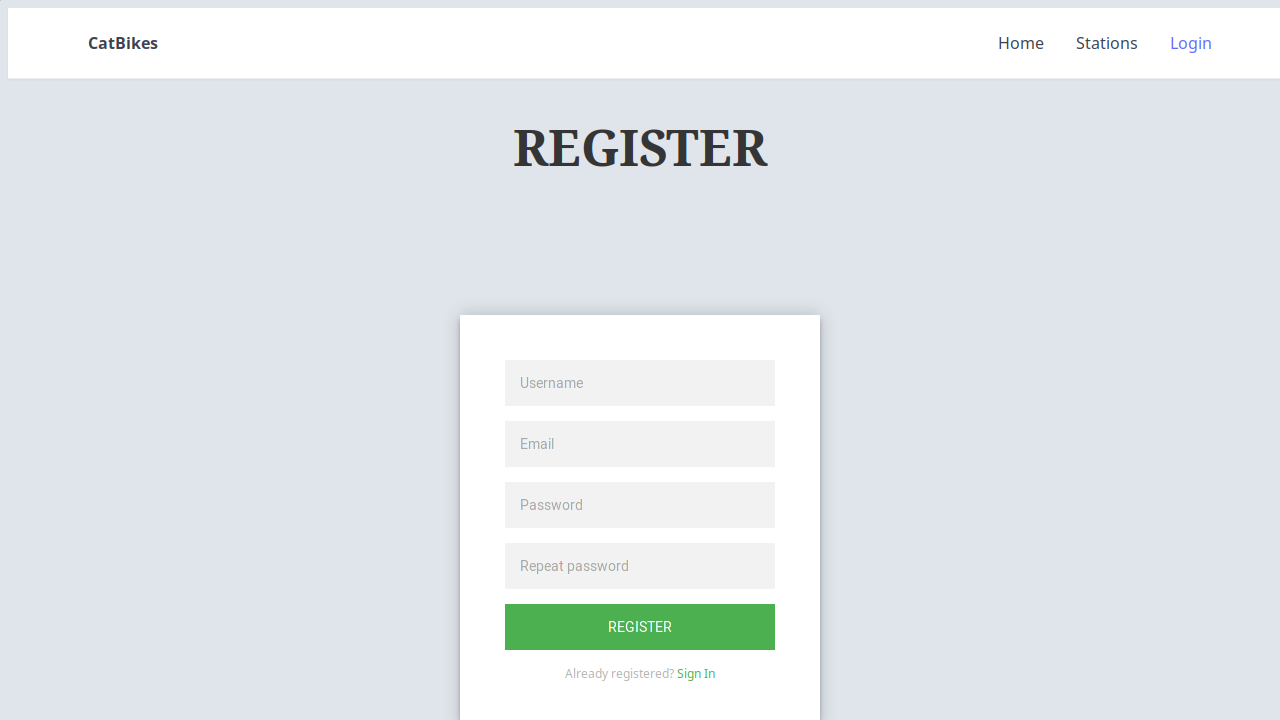 CatBikes
Home
Stations
Login
REGISTER
Username
Email
Password
Repeat password
REGISTER
Already registered? Sign In